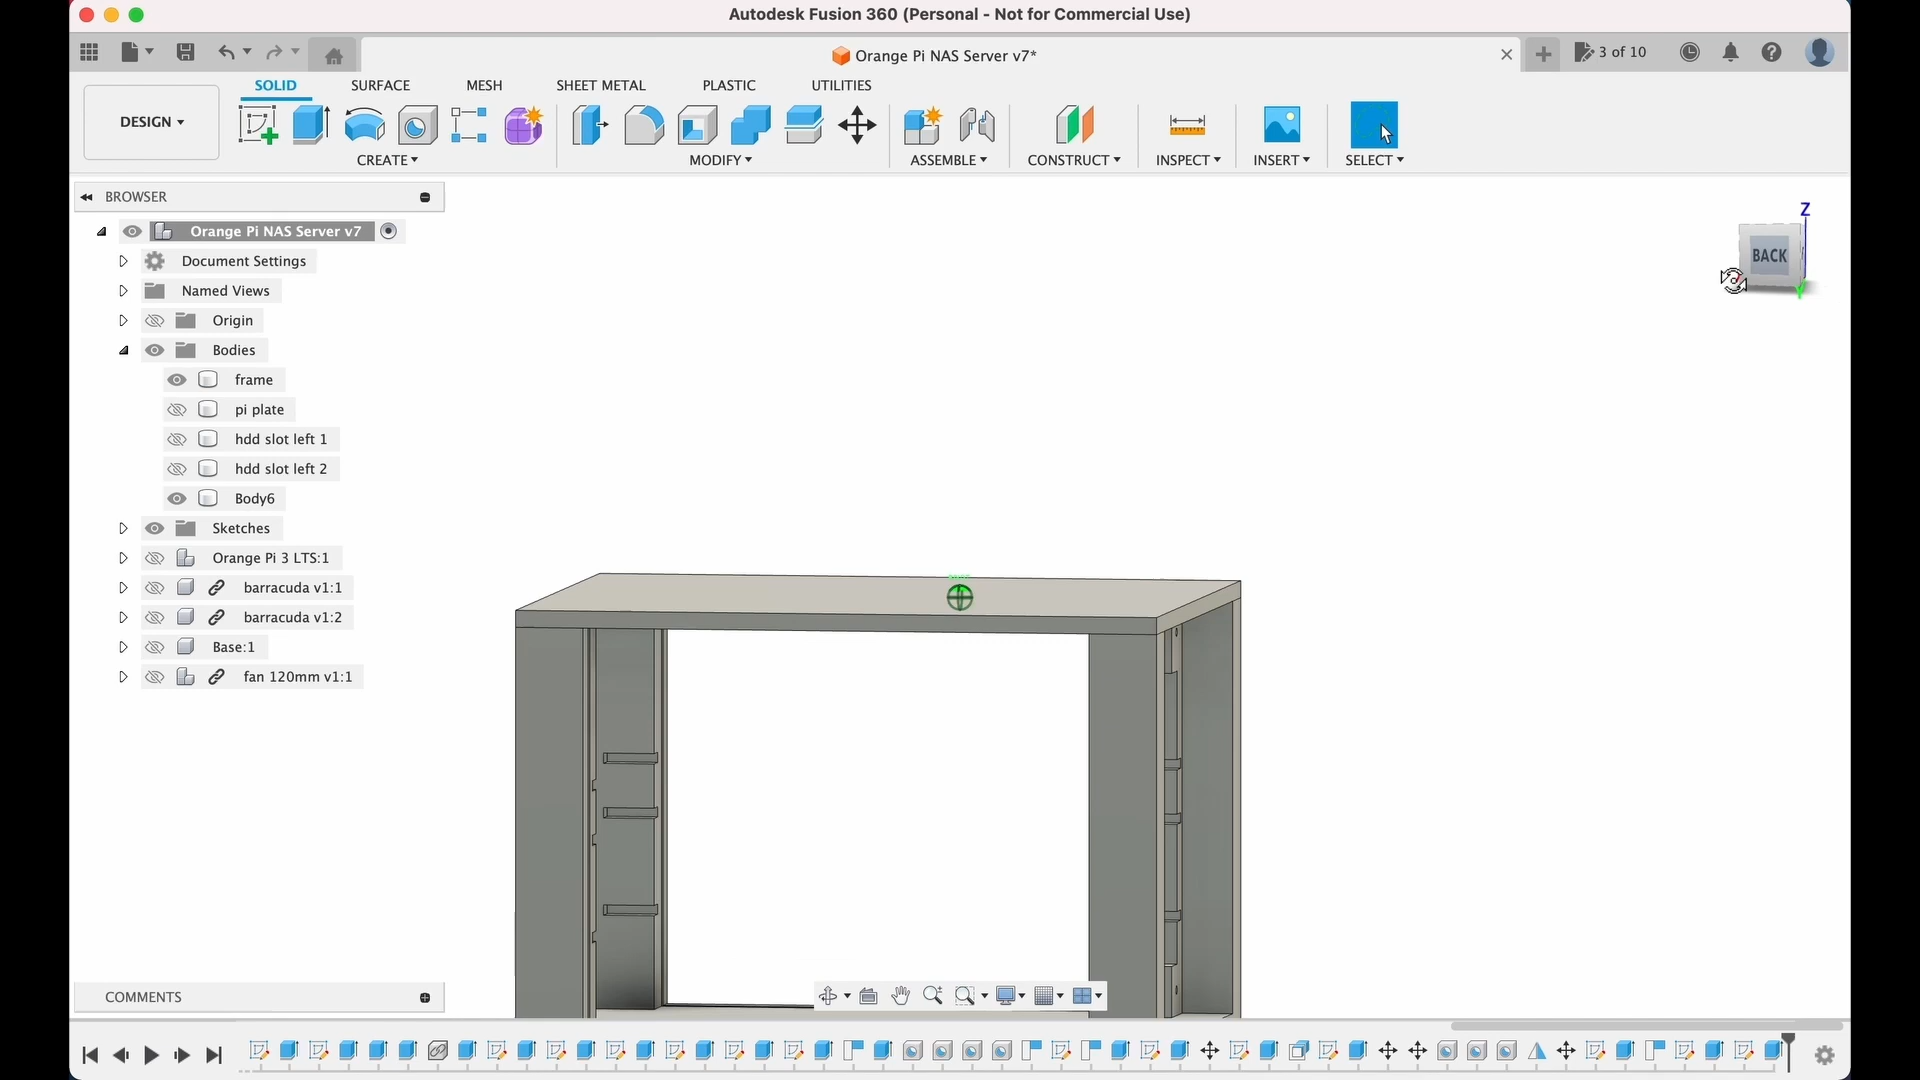 Autodesk Fusion 360 (Personal - Not for Commercial Use)
Orange Pi NAS Server v7*
3 of 10
SOLID SURFACE MESH SHEET METAL PLASTIC UTILITIES
DESIGN
CREATE MODIFY ASSEMBLE CONSTRUCT INSPECT INSERT SELECT
BROWSER
Orange Pi NAS Server v7
Document Settings
Named Views
Origin
Bodies
frame
pi plate
hdd slot left 1
hdd slot left 2
Body6
Sketches
Orange Pi 3 LTS:1
barracuda v1:1
barracuda v1:2
Base:1
fan 120mm v1:1
Z
BACK
Y
COMMENTS